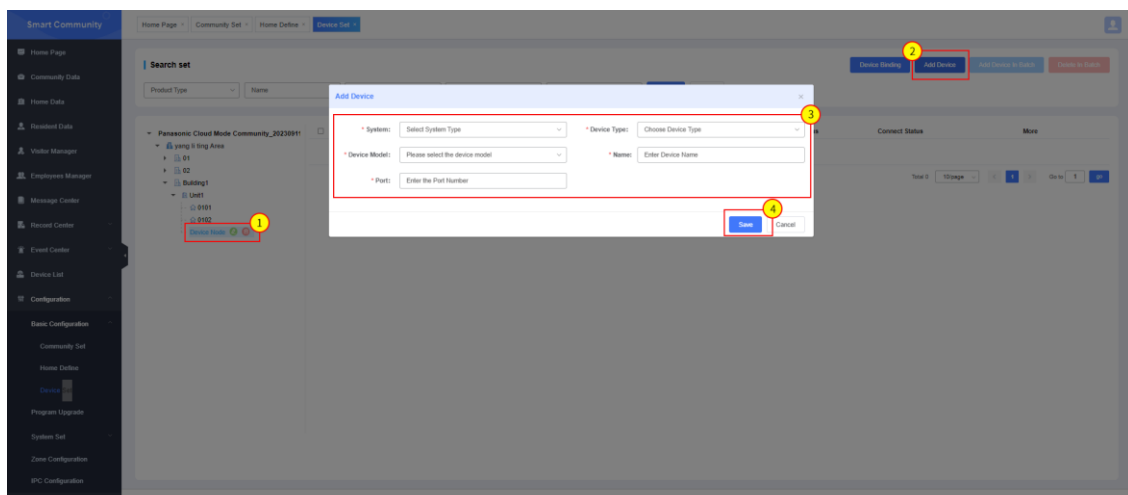 Smart Community
Home Page
Community Set
Home Define
Device Set
Home Page
Community Data
Home Data
Resident Data
Visitor Manager
Employees Manager
Message Center
Record Center
Event Center
Device List
Configuration
Basic Configuration
Community Set
Home Define
Device
Program Upgrade
System Set
Zone Configuration
IPC Configuration
Search set
Product Type
Name
2
Device Binding
Add Device
Add Device In Batch
Delete In Batch
Panasonic Cloud Mode Community_2023091
yang li ting Area
01
02
Building1
Unit1
0101
0102
Device Node
1
Connect Status
More
Total 0
10/page
1
Go to
1
go
Add Device
3
* System:
Select System Type
* Device Type:
Choose Device Type
* Device Model:
Please select the device model
* Name:
Enter Device Name
* Port:
Enter the Port Number
4
Save
Cancel